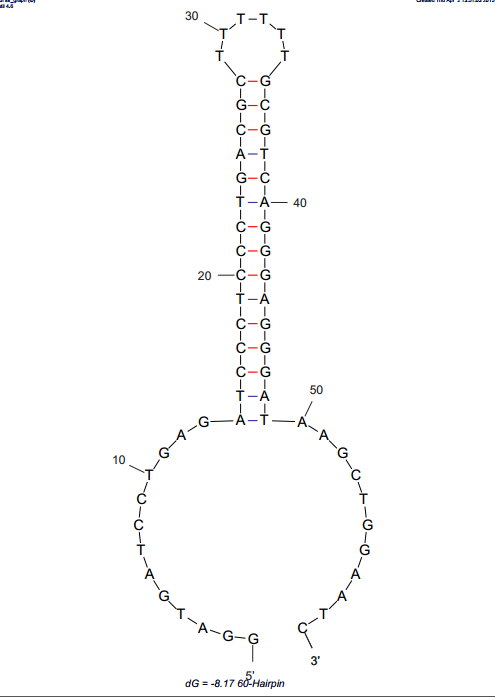 30 T T T
T T
T T
C G
G C
C G
A T
G C
T A 40
C G
C G
20 C G
T A
C G
C G
C G
T A
50
G A T A
A A
G G
10
T C
C T
C G
T G
A A
G A
T T
A C
G G
3'
5'
dG = -8.17 60-Hairpin